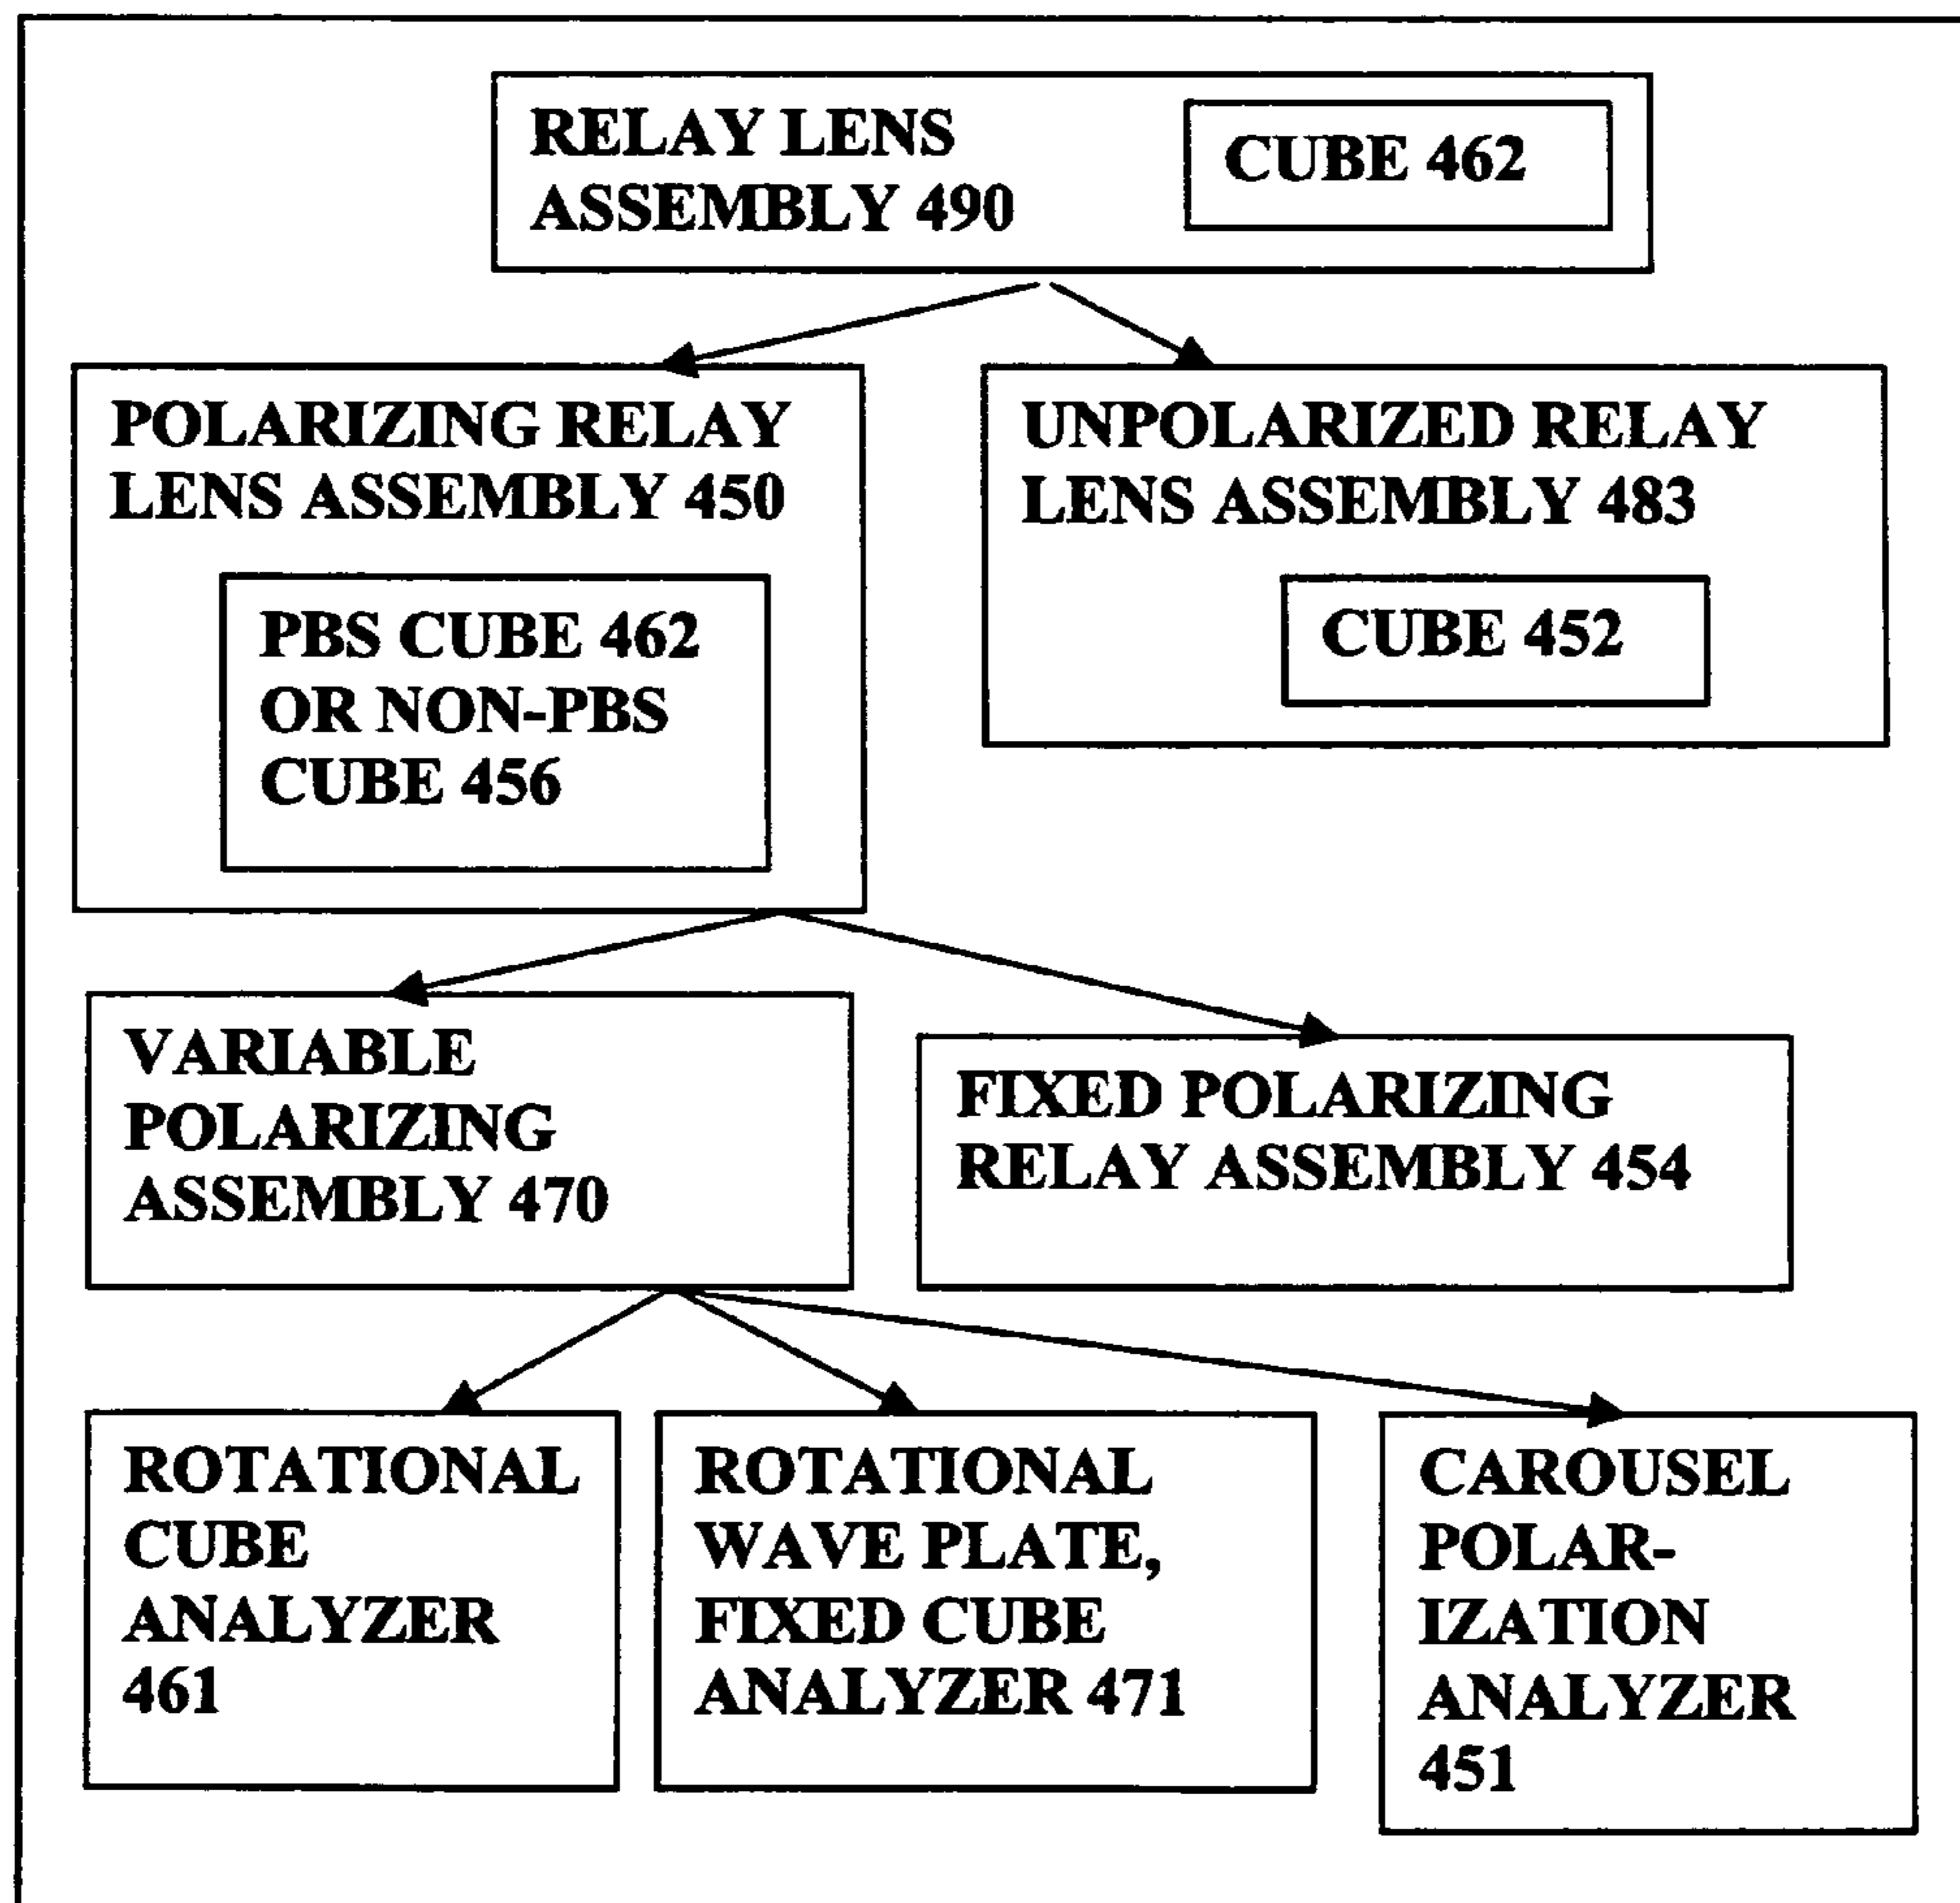 RELAY LENS
ASSEMBLY 490
CUBE 462
POLARIZING RELAY
LENS ASSEMBLY 450
PBS CUBE 462
OR NON-PBS
CUBE 456
UNPOLARIZED RELAY
LENS ASSEMBLY 483
CUBE 452
VARIABLE
POLARIZING
ASSEMBLY 470
FIXED POLARIZING
RELAY ASSEMBLY 454
ROTATIONAL
CUBE
ANALYZER
461
ROTATIONAL
WAVE PLATE,
FIXED CUBE
ANALYZER 471
CAROUSEL
POLAR-
IZATION
ANALYZER
451